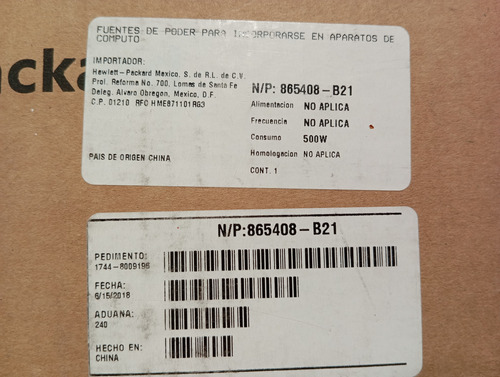 FUENTES DE PODER PARA INCORPORARSE EN APARATOS DE
COMPUTO
cka
IMPORTADOR:
Hewlett-Packard Mexico, S. de R.L. de C.V.
Prol. Reforma No. 700, Lomas de Santa Fe
Deleg. Alvaro Obregon, Mexico, D.F.
C.P. 01210 RFC HME871101RG3
PAIS DE ORIGEN CHINA
N/P: 865408-B21
Alimentacion NO APLICA
Frecuencia NO APLICA
Consumo 500W
Homologacion NO APLICA
CONT. 1
N/P:865408-B21
PEDIMENTO:
1744-8009196
FECHA:
6/15/2018
ADUANA:
240
HECHO EN:
CHINA